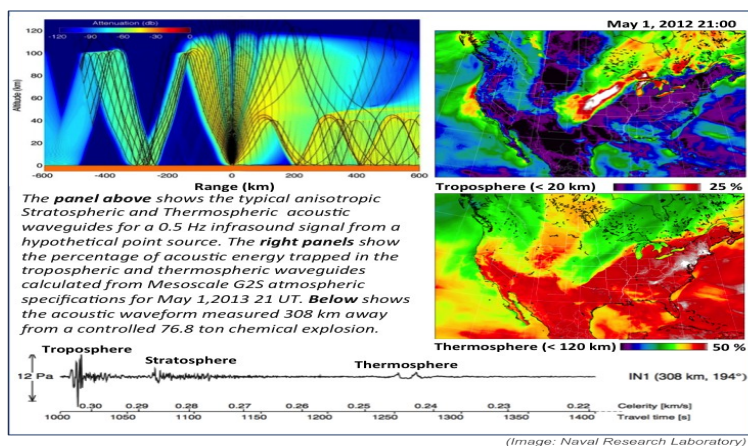 Attenuation (db)
-120 -90 -60 -30 0
120
100
80
60
40
20
0
Altitude (km)
-600 -400 -200 0 200 400 600
Range (km)
May 1, 2012 21:00
Troposphere (< 20 km) 25 %
Thermosphere (< 120 km) 50 %
The panel above shows the typical anisotropic
Stratospheric and Thermospheric acoustic
waveguides for a 0.5 Hz infrasound signal from a
hypothetical point source. The right panels show
the percentage of acoustic energy trapped in the
tropospheric and thermospheric waveguides
calculated from Mesoscale G2S atmospheric
specifications for May 1,2013 21 UT. Below shows
the acoustic waveform measured 308 km away
from a controlled 76.8 ton chemical explosion.
Troposphere
Stratosphere
Thermosphere
12 Pa
IN1 (308 km, 194°)
0.30 0.29 0.28 0.27 0.26 0.25 0.24 0.23 0.22 Celerity [km/s]
1000 1050 1100 1150 1200 1250 1300 1350 1400 Travel time [s]
(Image: Naval Research Laboratory)